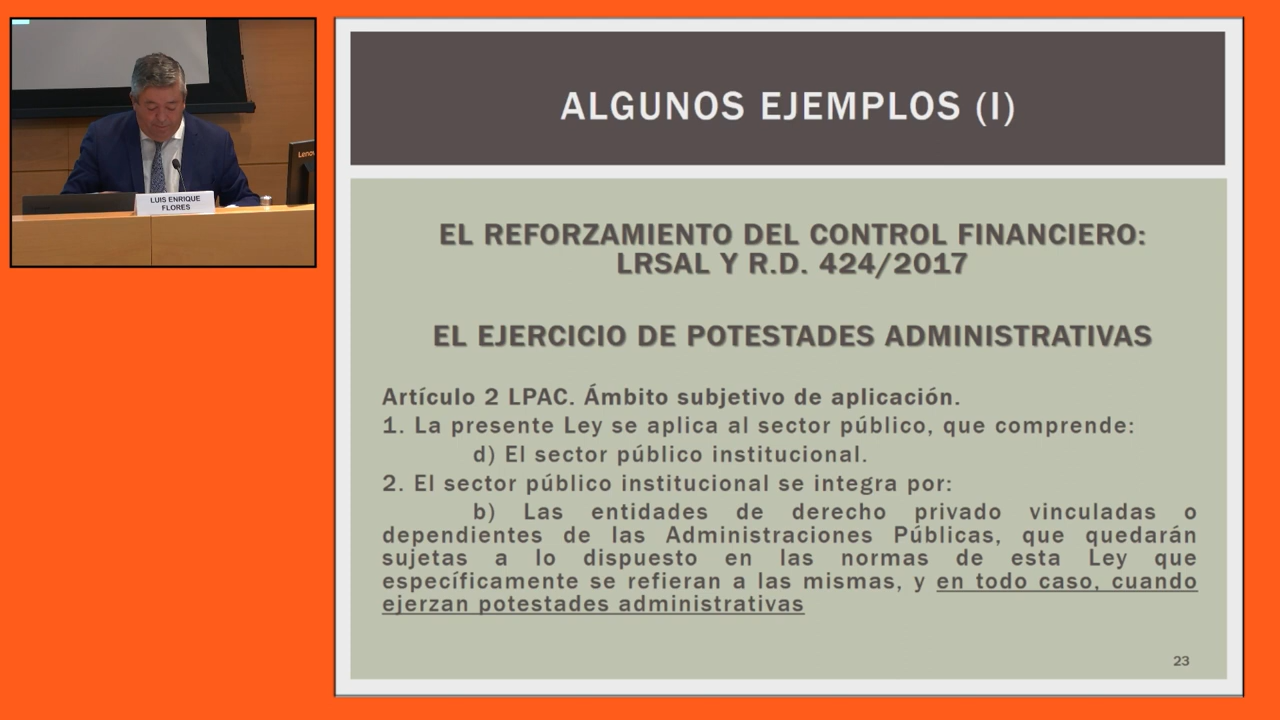 Lenov
LUIS ENRIQUE
FLORES
ALGUNOS EJEMPLOS (I)
EL REFORZAMIENTO DEL CONTROL FINANCIERO:
LRSAL Y R.D. 424/2017
EL EJERCICIO DE POTESTADES ADMINISTRATIVAS
Artículo 2 LPAC. Ámbito subjetivo de aplicación.
1. La presente Ley se aplica al sector público, que comprende:
d) El sector público institucional.
2. El sector público institucional se integra por:
b) Las entidades de derecho privado vinculadas o
dependientes de las Administraciones Públicas, que quedarán
sujetas a lo dispuesto en las normas de esta Ley que
específicamente se refieran a las mismas, y en todo caso, cuando
ejerzan potestades administrativas
23